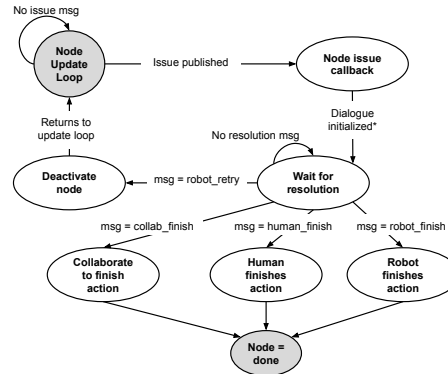 No issue msg
Node
Update
Loop
Issue published
Node issue
callback
Returns to
update loop
Dialogue
initialized*
No resolution msg
Deactivate
node
msg = robot_retry
Wait for
resolution
msg = collab_finish
msg = human_finish
msg = robot_finish
Collaborate
to finish
action
Human
finishes
action
Robot
finishes
action
Node =
done